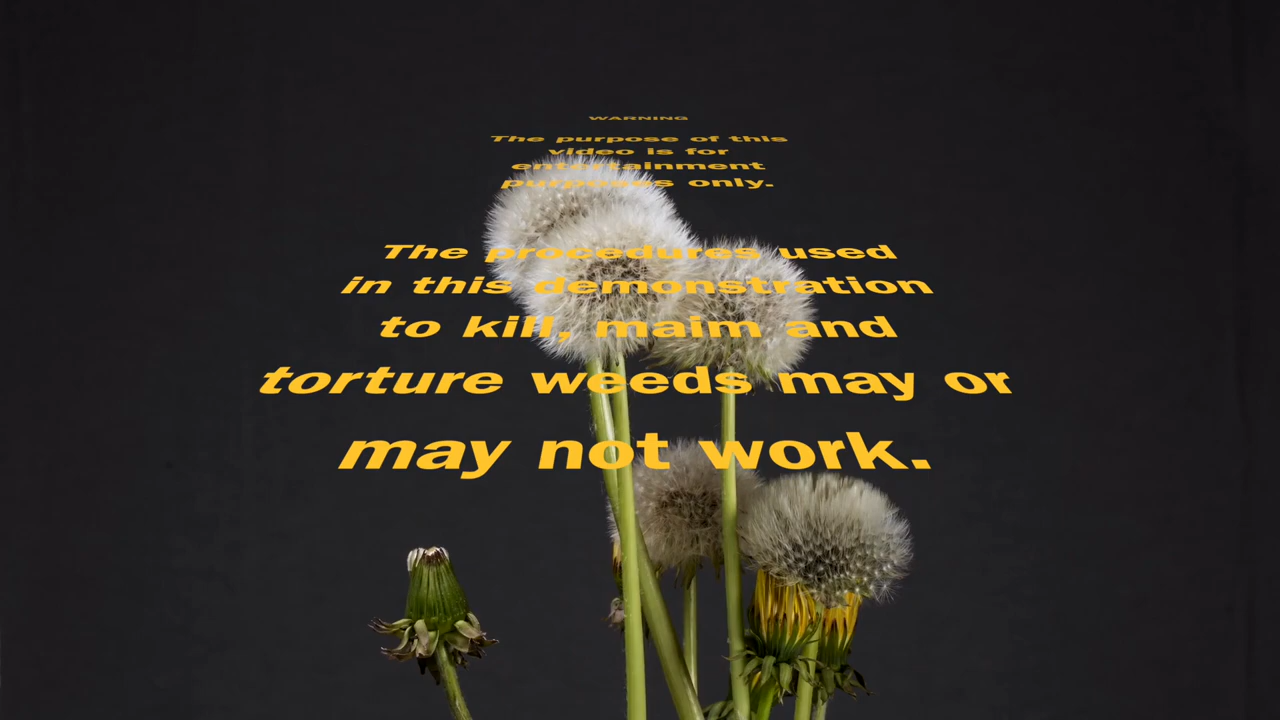 WARNING
The purpose of this
video is for
entertainment
purposes only.
The procedures used
in this demonstration
to kill, maim and
torture weeds may or
may not work.